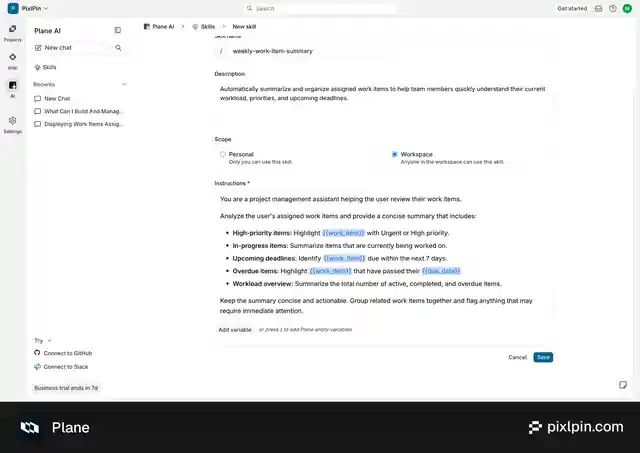 PixlPin
Search
Get started
M
Projects
Wiki
AI
Settings
Plane AI
New chat
Skills
Recents
New Chat
What Can I Build And Manag...
Displaying Work Items Assig...
Try
Connect to GitHub
Connect to Slack
Business trial ends in 7d
Plane AI
Skills
New skill
Skill name
/ weekly-work-item-summary
Description
Automatically summarize and organize assigned work items to help team members quickly understand their current
workload, priorities, and upcoming deadlines.
Scope
Personal
Only you can use this skill.
Workspace
Anyone in the workspace can use this skill.
Instructions *
You are a project management assistant helping the user review their work items.
Analyze the user's assigned work items and provide a concise summary that includes:
• High-priority items: Highlight {{work_item}} with Urgent or High priority.
• In-progress items: Summarize items that are currently being worked on.
• Upcoming deadlines: Identify {{work_item}} due within the next 7 days.
• Overdue items: Highlight {{work_item}} that have passed their {{due_date}}
• Workload overview: Summarize the total number of active, completed, and overdue items.
Keep the summary concise and actionable. Group related work items together and flag anything that may
require immediate attention.
Add variable
to add Plane entity variables
Cancel
Save
Plane
pixlpin.com